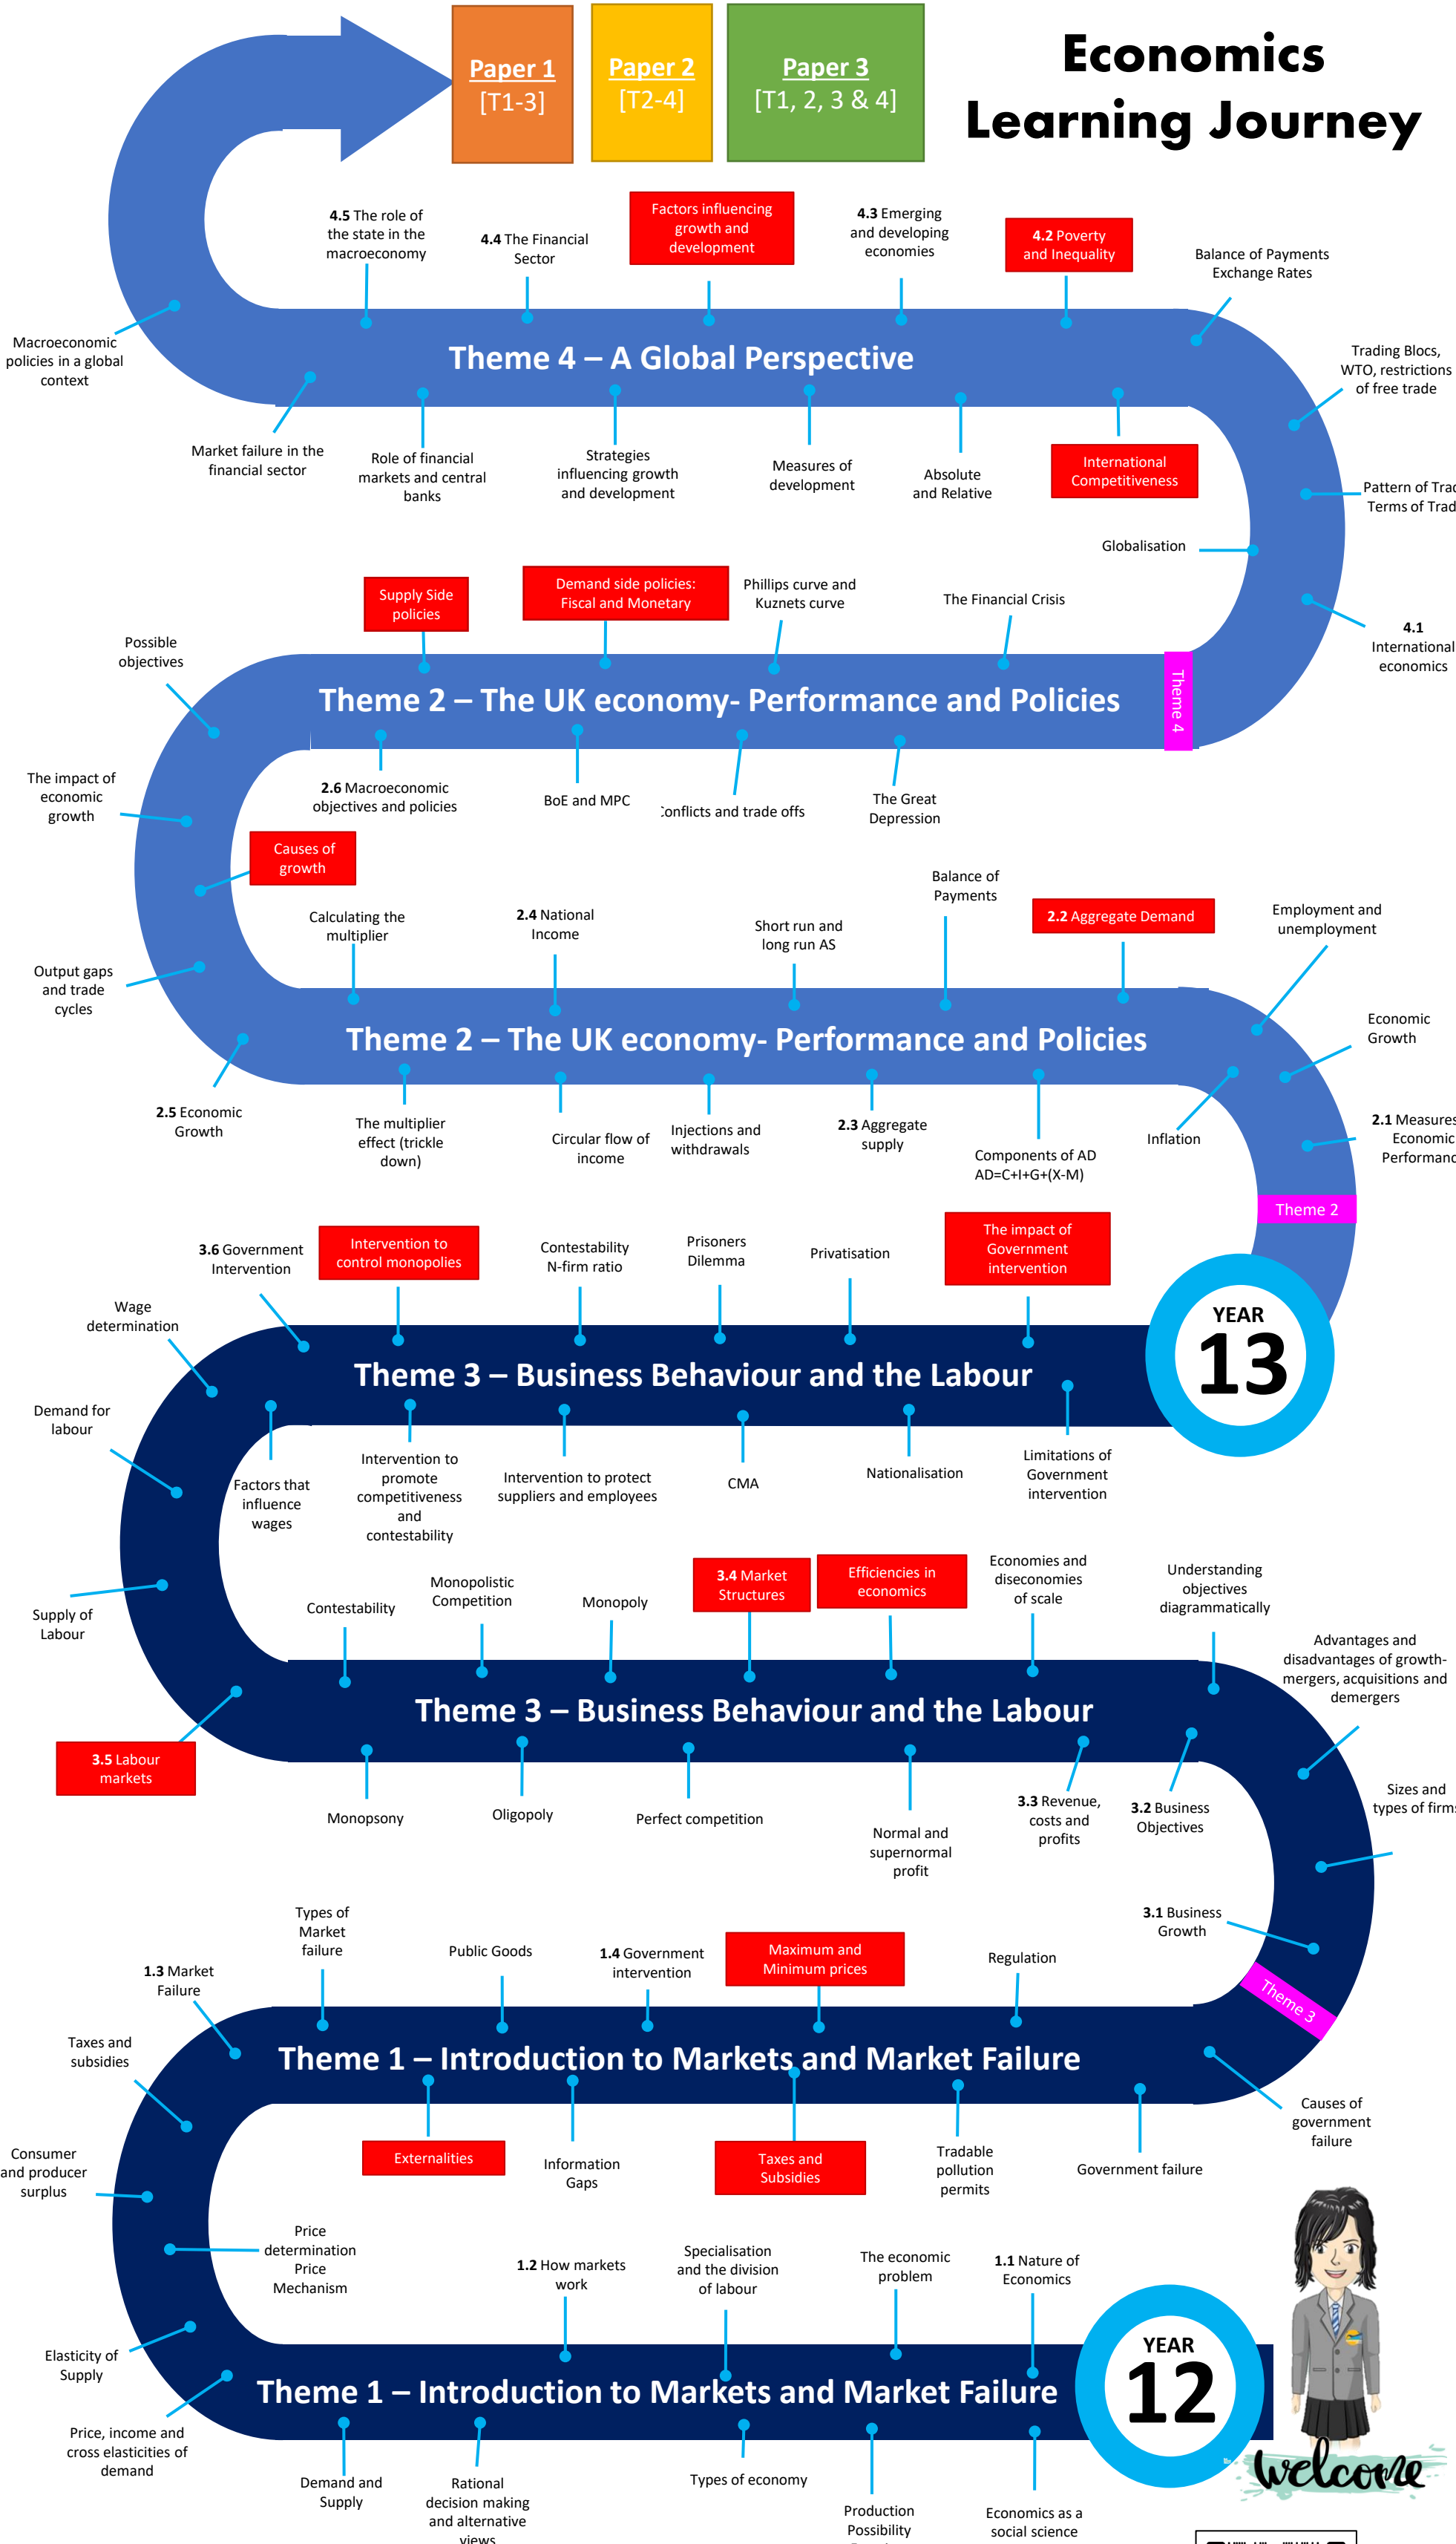 Economics
Learning Journey
Paper 1
[T1-3]
Paper 2
[T2-4]
Paper 3
[T1, 2, 3 & 4]
4.5 The role of
the state in the
macroeconomy
4.4 The Financial
Sector
Factors influencing
growth and
development
4.3 Emerging
and developing
economies
4.2 Poverty
and Inequality
Balance of Payments
Exchange Rates
Macroeconomic
policies in a global
context
Theme 4 – A Global Perspective
Trading Blocs,
WTO, restrictions
of free trade
Market failure in the
financial sector
Role of financial
markets and central
banks
Strategies
influencing growth
and development
Measures of
development
Absolute
and Relative
International
Competitiveness
Pattern of Trad
Terms of Trad
Globalisation
4.1
International
economics
Supply Side
policies
Demand side policies:
Fiscal and Monetary
Phillips curve and
Kuznets curve
The Financial Crisis
Possible
objectives
Theme 2 – The UK economy- Performance and Policies
Theme 4
The impact of
economic
growth
2.6 Macroeconomic
objectives and policies
BoE and MPC
Conflicts and trade offs
The Great
Depression
Causes of
growth
Calculating the
multiplier
2.4 National
Income
Short run and
long run AS
Balance of
Payments
2.2 Aggregate Demand
Employment and
unemployment
Output gaps
and trade
cycles
Theme 2 – The UK economy- Performance and Policies
Economic
Growth
2.5 Economic
Growth
The multiplier
effect (trickle
down)
Circular flow of
income
Injections and
withdrawals
2.3 Aggregate
supply
Components of AD
AD=C+I+G+(X-M)
Inflation
2.1 Measures
Economic
Performanc
Theme 2
3.6 Government
Intervention
Intervention to
control monopolies
Contestability
N-firm ratio
Prisoners
Dilemma
Privatisation
The impact of
Government
intervention
YEAR
13
Wage
determination
Theme 3 – Business Behaviour and the Labour
Demand for
labour
Factors that
influence
wages
Intervention to
promote
competitiveness
and
contestability
Intervention to protect
suppliers and employees
CMA
Nationalisation
Limitations of
Government
intervention
Supply of
Labour
Contestability
Monopolistic
Competition
Monopoly
3.4 Market
Structures
Efficiencies in
economics
Economies and
diseconomies
of scale
Understanding
objectives
diagrammatically
Advantages and
disadvantages of growth-
mergers, acquisitions and
demergers
Theme 3 – Business Behaviour and the Labour
3.5 Labour
markets
Monopsony
Oligopoly
Perfect competition
Normal and
supernormal
profit
3.3 Revenue,
costs and
profits
3.2 Business
Objectives
Sizes and
types of firms
3.1 Business
Growth
Theme 3
1.3 Market
Failure
Types of
Market
failure
Public Goods
1.4 Government
intervention
Maximum and
Minimum prices
Regulation
Taxes and
subsidies
Theme 1 – Introduction to Markets and Market Failure
Consumer
and producer
surplus
Externalities
Information
Gaps
Taxes and
Subsidies
Tradable
pollution
permits
Government failure
Causes of
government
failure
Price
determination
Price
Mechanism
1.2 How markets
work
Specialisation
and the division
of labour
The economic
problem
1.1 Nature of
Economics
Elasticity of
Supply
Theme 1 – Introduction to Markets and Market Failure
YEAR
12
Price, income and
cross elasticities of
demand
Demand and
Supply
Rational
decision making
and alternative
views
Types of economy
Production
Possibility
Economics as a
social science
welcome